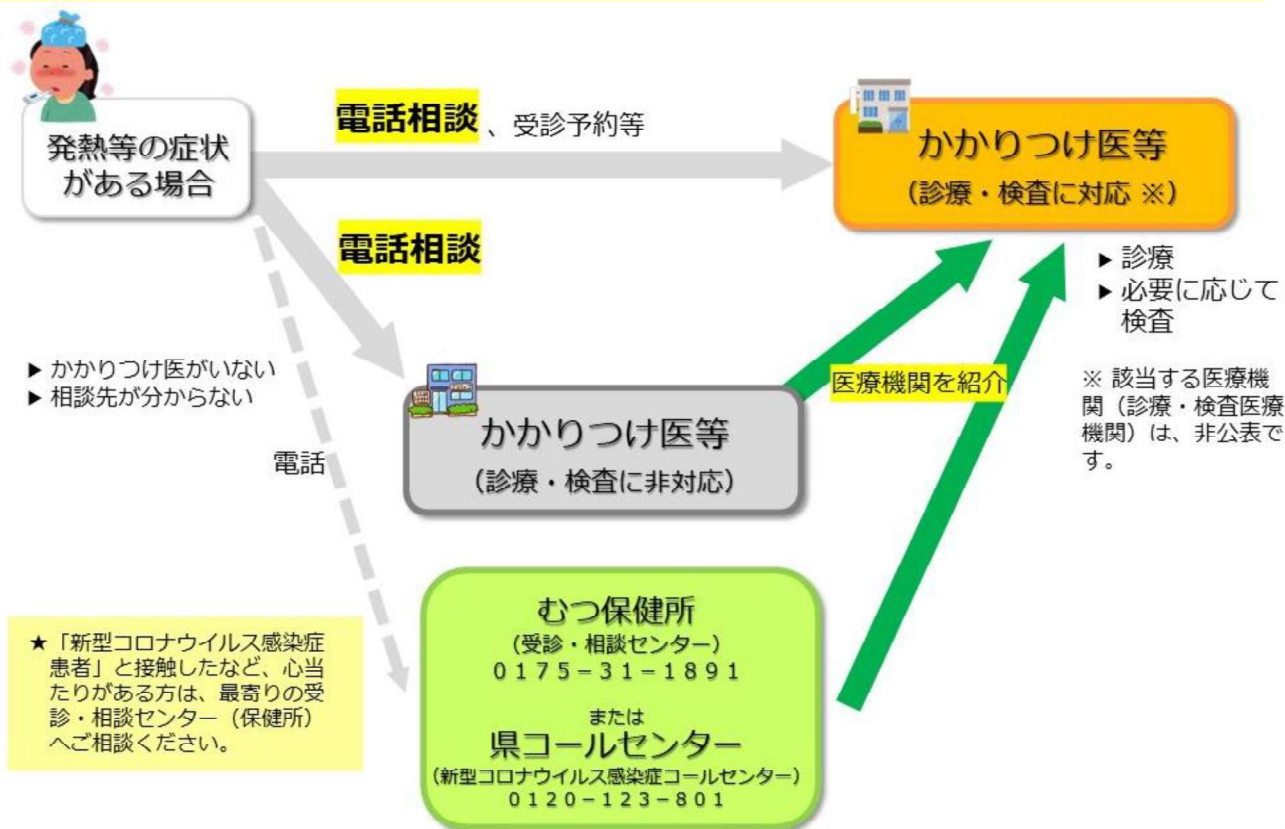 発熱等の症状
がある場合
電話相談 、受診予約等
かかりつけ医等
（診療・検査に対応 ※）
電話相談
▶ 診療
▶ 必要に応じて
検査
▶ かかりつけ医がいない
▶ 相談先が分からない
医療機関を紹介
※ 該当する医療機
関（診療・検査医療
機関）は、非公表で
す。
かかりつけ医等
（診療・検査に非対応）
電話
むつ保健所
（受診・相談センター）
０１７５－３１－１８９１
または
県コールセンター
（新型コロナウイルス感染症コールセンター）
０１２０－１２３－８０１
★「新型コロナウイルス感染症
患者」と接触したなど、心当
たりがある方は、最寄りの受
診・相談センター（保健所）
へご相談ください。